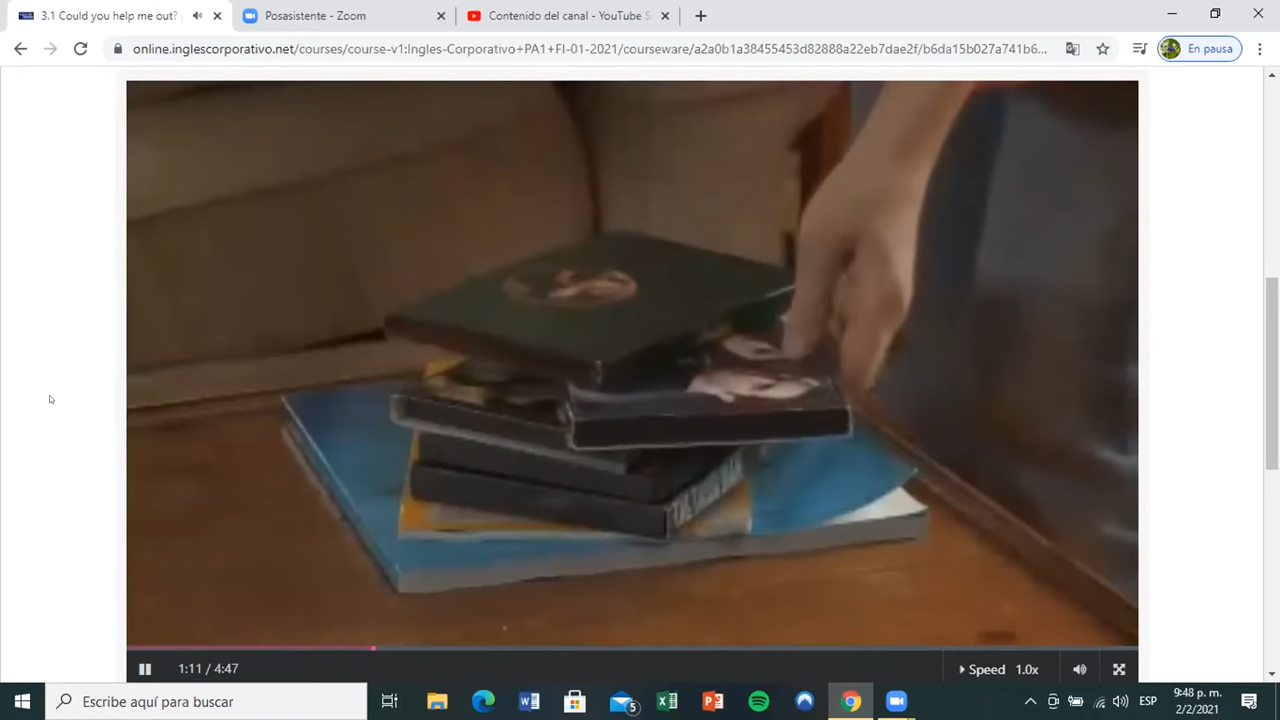 3.1 Could you help me out?
Posasistente - Zoom
Contenido del canal - YouTube S
online.inglescorporativo.net/courses/course-v1:Ingles-Corporativo+PA1+FI-01-2021/courseware/a2a0b1a38455453d82888a22eb7dae2f/b6da15b027a741b6...
En pausa
1:11 / 4:47
Speed 1.0x
Escribe aquí para buscar
5
ESP
9:48 p. m.
2/2/2021